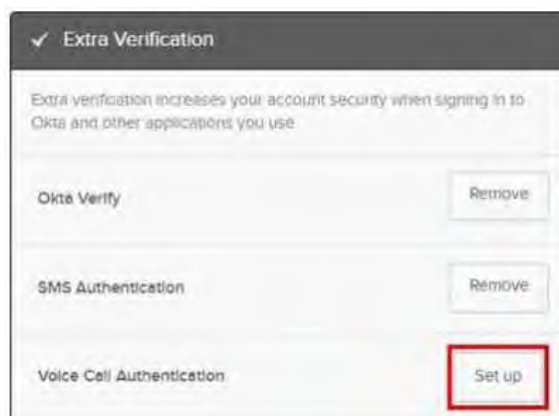 ✓ Extra Verification
Extra verification increases your account security when signing in to
Okta and other applications you use
Okta Verify
Remove
SMS Authentication
Remove
Voice Call Authentication
Set up